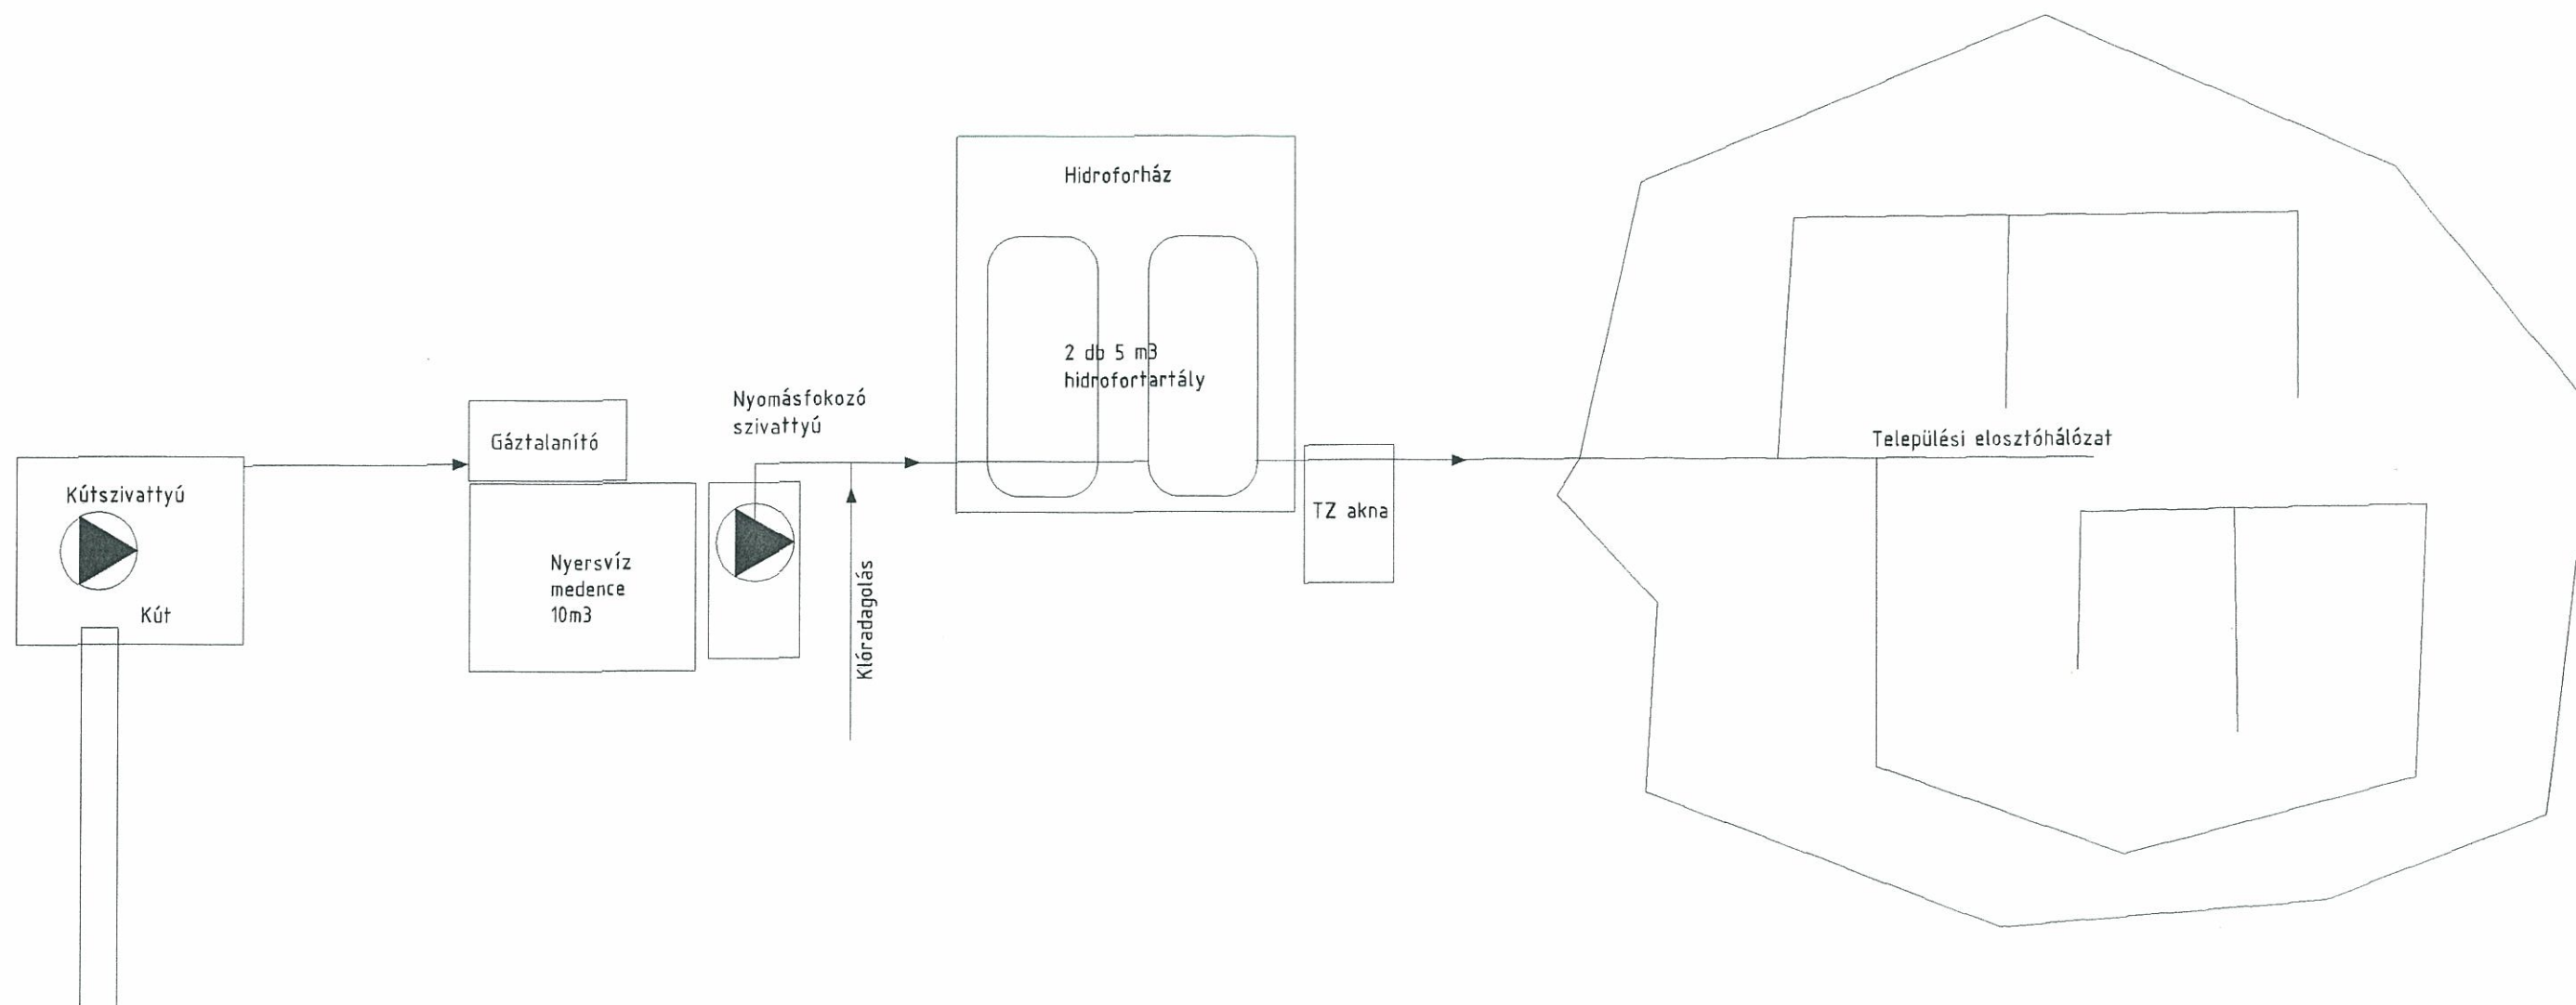 Kútszivattyú
Kút
Gáztalanító
Nyersvíz
medence
10m3
Nyomásfokozó
szivattyú
Klóradagolás
Hidroforház
2 db 5 m3
hidrofortartály
TZ akna
Települési elosztóhálózat